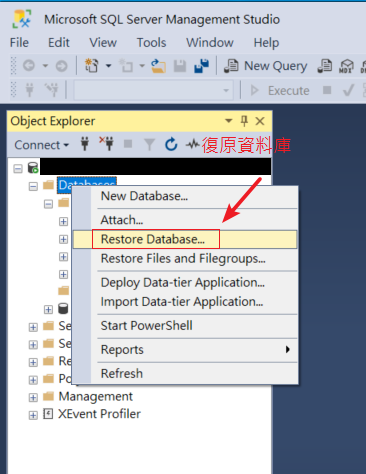 Microsoft SQL Server Management Studio
File Edit View Tools Window Help
New Query
Execute
Object Explorer
Connect
復原資料庫
Databases
New Database...
Attach...
Restore Database...
Restore Files and Filegroups...
Deploy Data-tier Application...
Import Data-tier Application...
Start PowerShell
Reports
Refresh
Se
Se
Re
Po
Management
XEvent Profiler